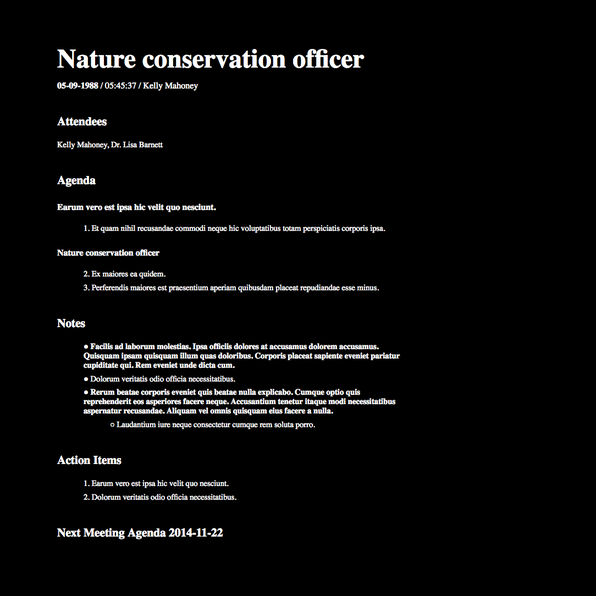 Nature conservation officer
05-09-1988 / 05:45:37 / Kelly Mahoney
Attendees
Kelly Mahoney, Dr. Lisa Barnett
Agenda
Earum vero est ipsa hic velit quo nesciunt.
1. Et quam nihil recusandae commodi neque hic voluptatibus totam perspiciatis corporis ipsa.
Nature conservation officer
2. Ex maiores ea quidem.
3. Perferendis maiores est praesentium aperiam quibusdam placeat repudiandae esse minus.
Notes
● Facilis ad laborum molestias. Ipsa officiis dolores at accusamus dolorem accusamus.
Quisquam ipsam quisquam illum quas doloribus. Corporis placeat sapiente eveniet pariatur
cupiditate qui. Rem eveniet unde dicta cum.
● Dolorum veritatis odio officia necessitatibus.
● Rerum beatae corporis eveniet quis beatae nulla explicabo. Cumque optio quis
reprehenderit eos asperiores facere neque. Accusantium tenetur itaque modi necessitatibus
aspernatur recusandae. Aliquam vel omnis quisquam eius facere a nulla.
○ Laudantium iure neque consectetur cumque rem soluta porro.
Action Items
1. Earum vero est ipsa hic velit quo nesciunt.
2. Dolorum veritatis odio officia necessitatibus.
Next Meeting Agenda 2014-11-22